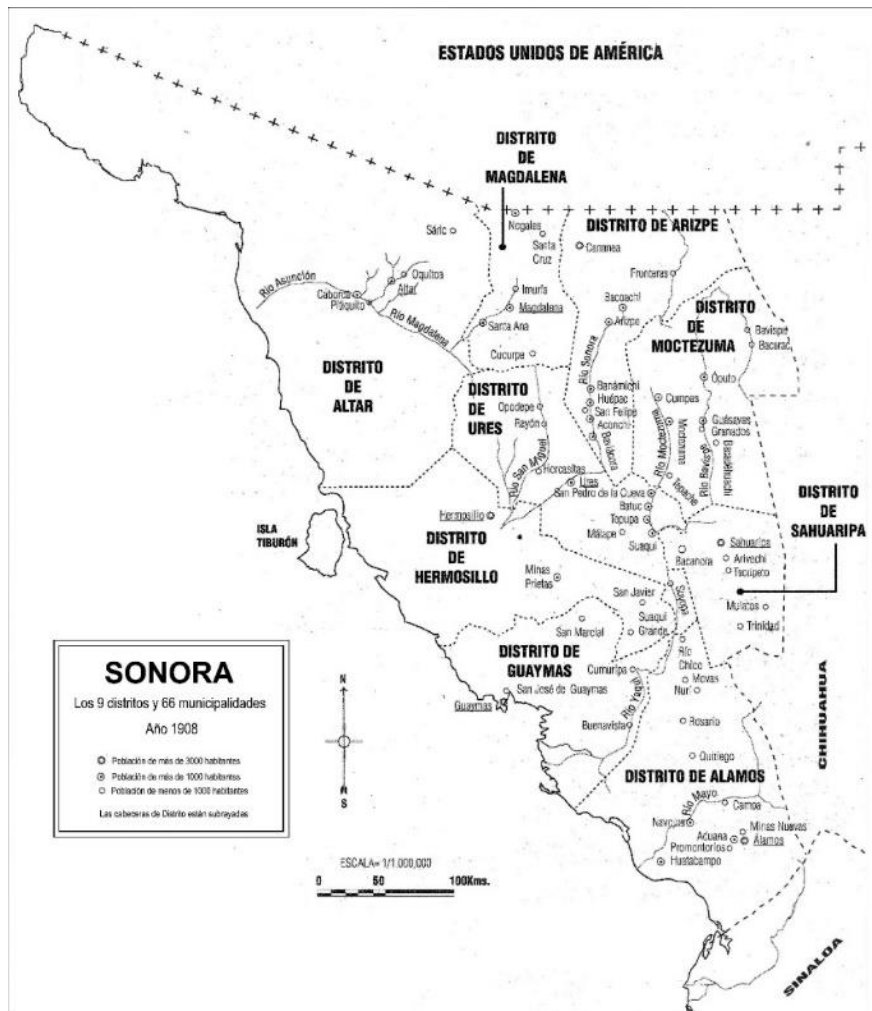 ESTADOS UNIDOS DE AMÉRICA
DISTRITO
DE
MAGDALENA
DISTRITO DE ARIZPE
Nogales
Santa
Cruz
Cananea
Sáric
Fronteras
Oquitoa
Altar
Río Asunción
Caborca
Pitiquito
Imuris
Magdalena
Río Magdalena
Santa Ana
Cucurpe
Bacoachi
Arizpe
Río Sonora
DISTRITO
DE
MOCTEZUMA
Bavispe
Bacerac
DISTRITO
DE
ALTAR
DISTRITO
DE
URES
Opodepe
Rayón
Río San Miguel
Horcasitas
Ures
Banámichi
Huépac
San Felipe
Aconchi
Baviácora
Óputo
Cumpas
Río Moctezuma
Moctezuma
Tepache
Guásavas
Granados
Bacadéhuachi
Río Bavispe
San Pedro de la Cueva
Batuc
Tepupa
Mátape
Suaqui
DISTRITO
DE
SAHUARIPA
Sahuaripa
Arivechi
Tacupeto
Bacanora
Mulatos
Trinidad
Hermosillo
ISLA
TIBURÓN
DISTRITO
DE
HERMOSILLO
Minas
Prietas
San Javier
Soyopa
Suaqui
Grande
San Marcial
DISTRITO DE
GUAYMAS
Cumuripa
Río
Chico
Movas
Nuri
San José de Guaymas
Guaymas
Río Yaqui
Buenavista
Rosario
Quiriego
DISTRITO DE ALAMOS
Río Mayo
Camoa
Navojoa
Minas Nuevas
Aduana
Promontorios
Álamos
Huatabampo
CHIHUAHUA
SINALOA
SONORA
Los 9 distritos y 66 municipalidades
Año 1908
Población de más de 3000 habitantes
Población de más de 1000 habitantes
Población de menos de 1000 habitantes
Las cabeceras de Distrito están subrayadas
N
S
ESCALA= 1/1.000,000
0 50 100Kms.